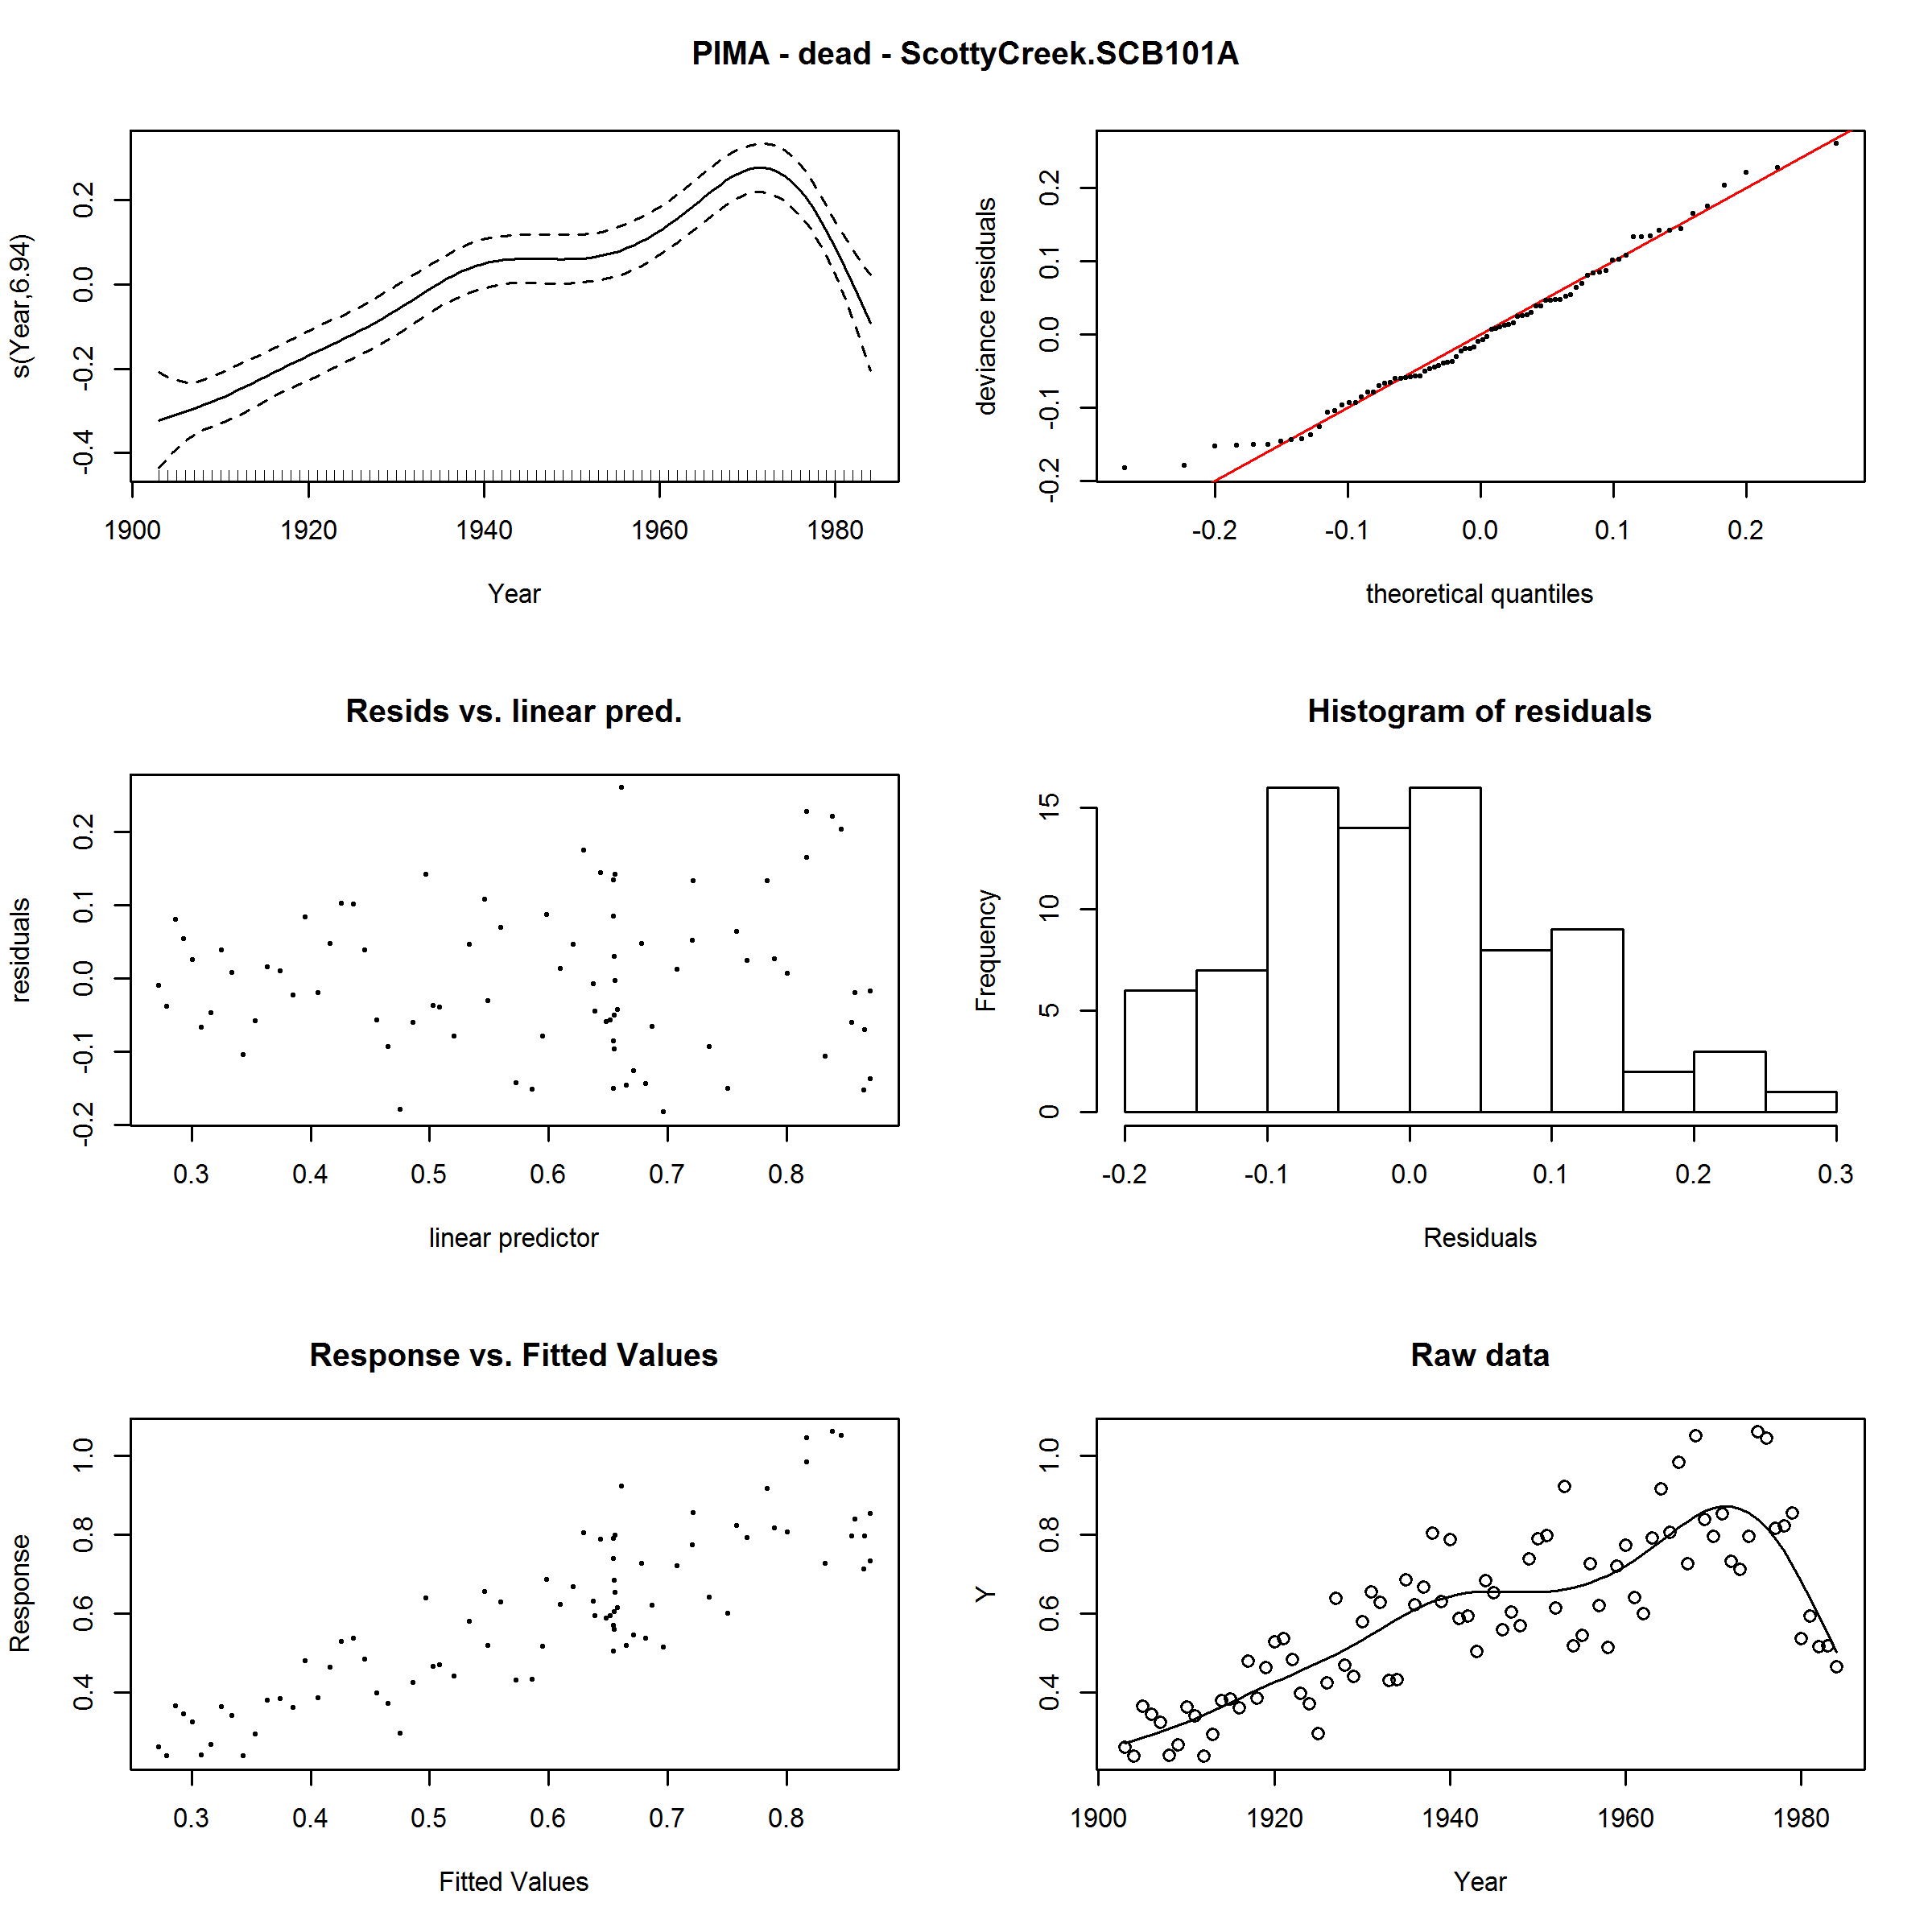 PIMA - dead - ScottyCreek.SCB101A
s(Year,6.94)
-0.4 -0.2 0.0 0.2
1900 1920 1940 1960 1980
Year
deviance residuals
-0.2 -0.1 0.0 0.1 0.2
-0.2 -0.1 0.0 0.1 0.2
theoretical quantiles
Resids vs. linear pred.
residuals
-0.2 -0.1 0.0 0.1 0.2
0.3 0.4 0.5 0.6 0.7 0.8
linear predictor
Histogram of residuals
Frequency
0 5 10 15
-0.2 -0.1 0.0 0.1 0.2 0.3
Residuals
Response vs. Fitted Values
Response
0.4 0.6 0.8 1.0
0.3 0.4 0.5 0.6 0.7 0.8
Fitted Values
Raw data
Y
0.4 0.6 0.8 1.0
1900 1920 1940 1960 1980
Year